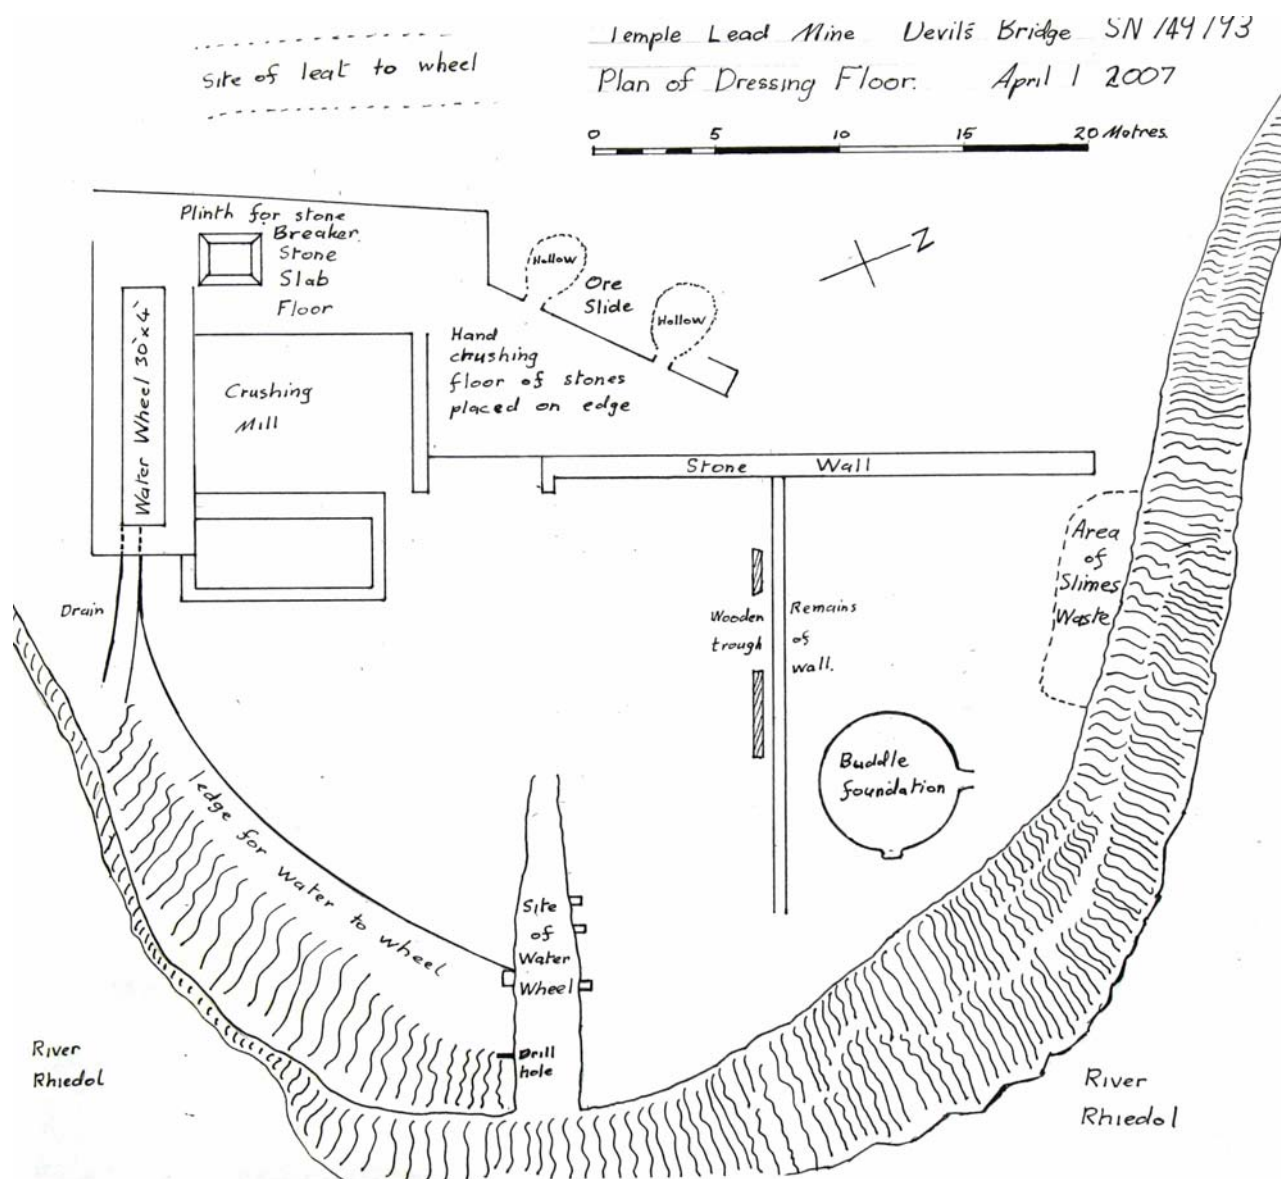 Temple Lead Mine Devil's Bridge SN 749 793
Plan of Dressing Floor. April 1 2007
Site of leat to wheel
0 5 10 15 20 Metres
N
Plinth for stone
Breaker
Stone
Slab
Floor
Hollow
Ore
Slide
Hollow
Water Wheel 30' x 4'
Crushing
Mill
Hand
crushing
floor of stones
placed on edge
Stone Wall
Area
of
Slimes
Waste
Drain
Wooden
trough
Remains
of
wall.
Buddle
foundation
ledge for water to wheel
Site
of
Water
Wheel
Drill
hole
River
Rhiedol
River
Rhiedol